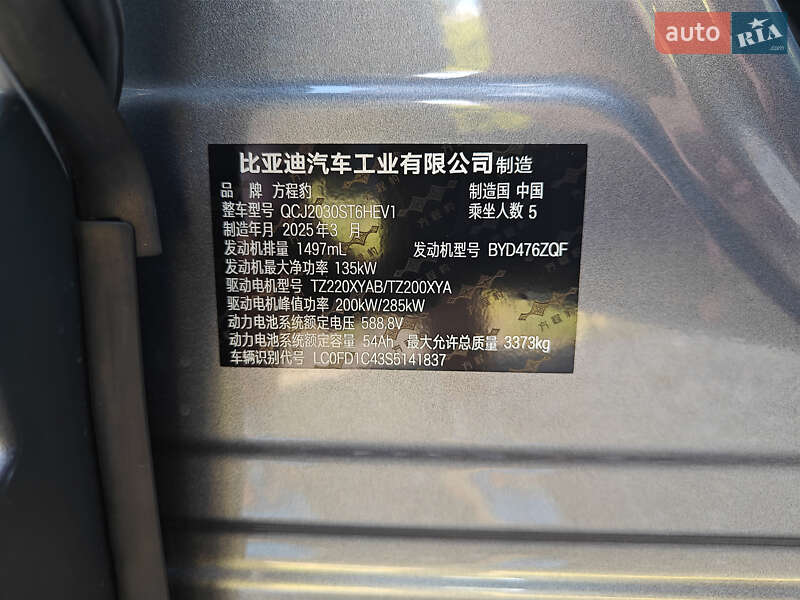 auto RIA .com
比亚迪汽车工业有限公司制造
品 牌 方程豹 制造国 中国
整车型号 QCJ2030ST6HEV1 乘坐人数 5
制造年月 2025年3 月
发动机排量 1497mL 发动机型号 BYD476ZQF
发动机最大净功率 135kW
驱动电机型号 TZ220XYAB/TZ200XYA
驱动电机峰值功率 200kW/285kW
动力电池系统额定电压 588.8V
动力电池系统额定容量 54Ah 最大允许总质量 3373kg
车辆识别代号 LC0FD1C43S5141837